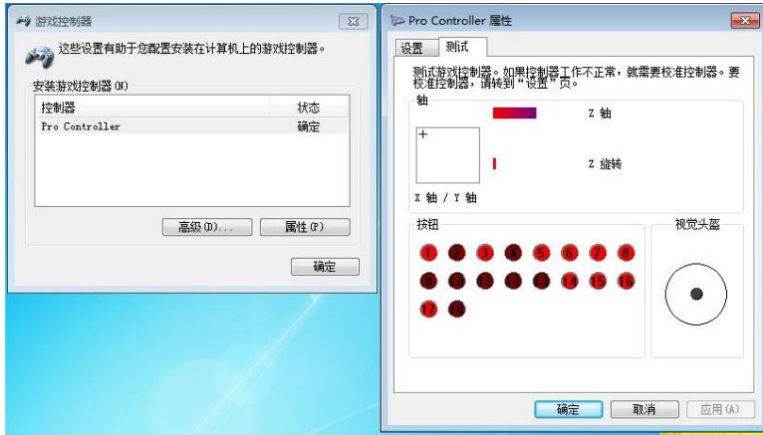 游戏控制器
这些设置有助于您配置安装在计算机上的游戏控制器。
安装游戏控制器(N)
控制器 状态
Pro Controller 确定
高级(D)... 属性(P)
确定
Pro Controller 属性
设置 测试
测试游戏控制器。如果控制器工作不正常，就需要校准控制器。要
校准控制器，请转到“设置”页。
轴
Z 轴
Z 旋转
X 轴 / Y 轴
按钮
1 2 3 4 5 6 7 8
9 10 11 12 13 14 15 16
17 18
视觉头盔
确定 取消 应用(A)